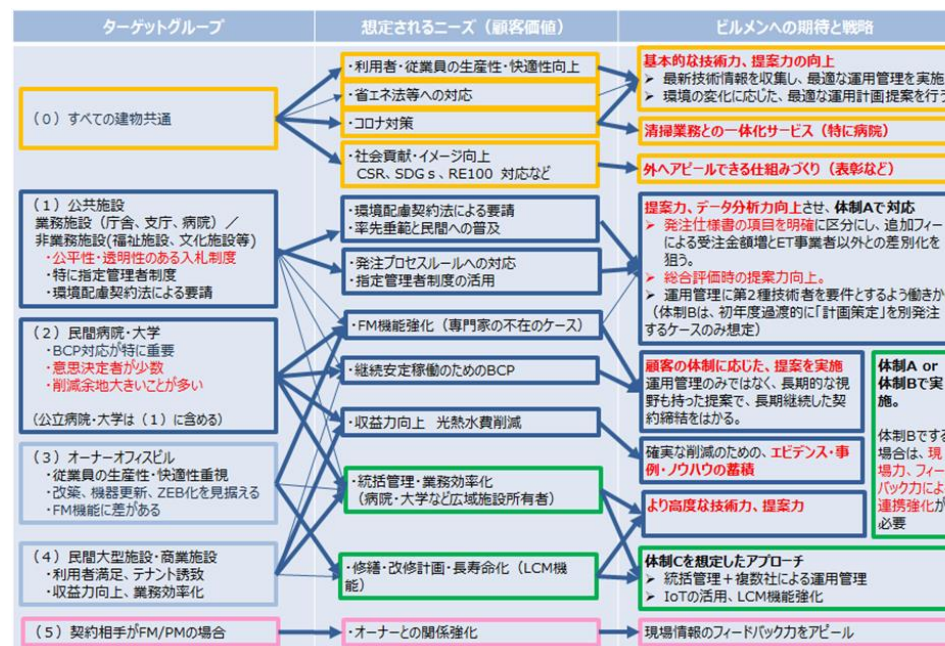 ターゲットグループ
想定されるニーズ（顧客価値）
ビルメンへの期待と戦略
（０）すべての建物共通
・利用者・従業員の生産性・快適性向上
・省エネ法等への対応
・コロナ対策
・社会貢献・イメージ向上
CSR、SDGｓ、RE100 対応など
基本的な技術力、提案力の向上
➢ 最新技術情報を収集し、最適な運用管理を実施
➢ 環境の変化に応じた、最適な運用計画提案を行う
清掃業務との一体化サービス（特に病院）
外へアピールできる仕組みづくり（表彰など）
（１）公共施設
業務施設（庁舎、支庁、病院）／
非業務施設(福祉施設、文化施設等)
・公平性・透明性のある入札制度
・特に指定管理者制度
・環境配慮契約法による要請
・環境配慮契約法による要請
・率先垂範と民間への普及
・発注プロセスルールへの対応
・指定管理者制度の活用
提案力、データ分析力向上させ、体制Aで対応
➢ 発注仕様書の項目を明確に区分にし、追加フィー
による受注金額増とET事業者以外との差別化を
狙う。
➢ 総合評価時の提案力向上。
➢ 運用管理に第２種技術者を要件とするよう働きか
（体制Bは、初年度過渡的に「計画策定」を別発注
するケースのみ想定）
（２）民間病院・大学
・BCP対応が特に重要
・意思決定者が少数
・削減余地大きいことが多い
（公立病院・大学は（１）に含める）
・FM機能強化（専門家の不在のケース）
・継続安定稼働のためのBCP
・収益力向上 光熱水費削減
顧客の体制に応じた、提案を実施
運用管理のみではなく、長期的な視
野も持った提案で、長期継続した契
約締結をはかる。
体制A or
体制Bで実
施。
体制Bでする
場合は、現
場力、フィー
バック力によ
連携強化が
必要
確実な削減のための、エビデンス・事
例・ノウハウの蓄積
（３）オーナーオフィスビル
・従業員の生産性・快適性重視
・改築、機器更新、ZEB化を見据える
・FM機能に差がある
・統括管理・業務効率化
（病院・大学など広域施設所有者）
より高度な技術力、提案力
（４）民間大型施設・商業施設
・利用者満足、テナント誘致
・収益力向上、業務効率化
・修繕・改修計画・長寿命化（LCM機
能）
体制Cを想定したアプローチ
➢ 統括管理＋複数社による運用管理
➢ IoTの活用、LCM機能強化
（５）契約相手がFM/PMの場合
・オーナーとの関係強化
現場情報のフィードバック力をアピール